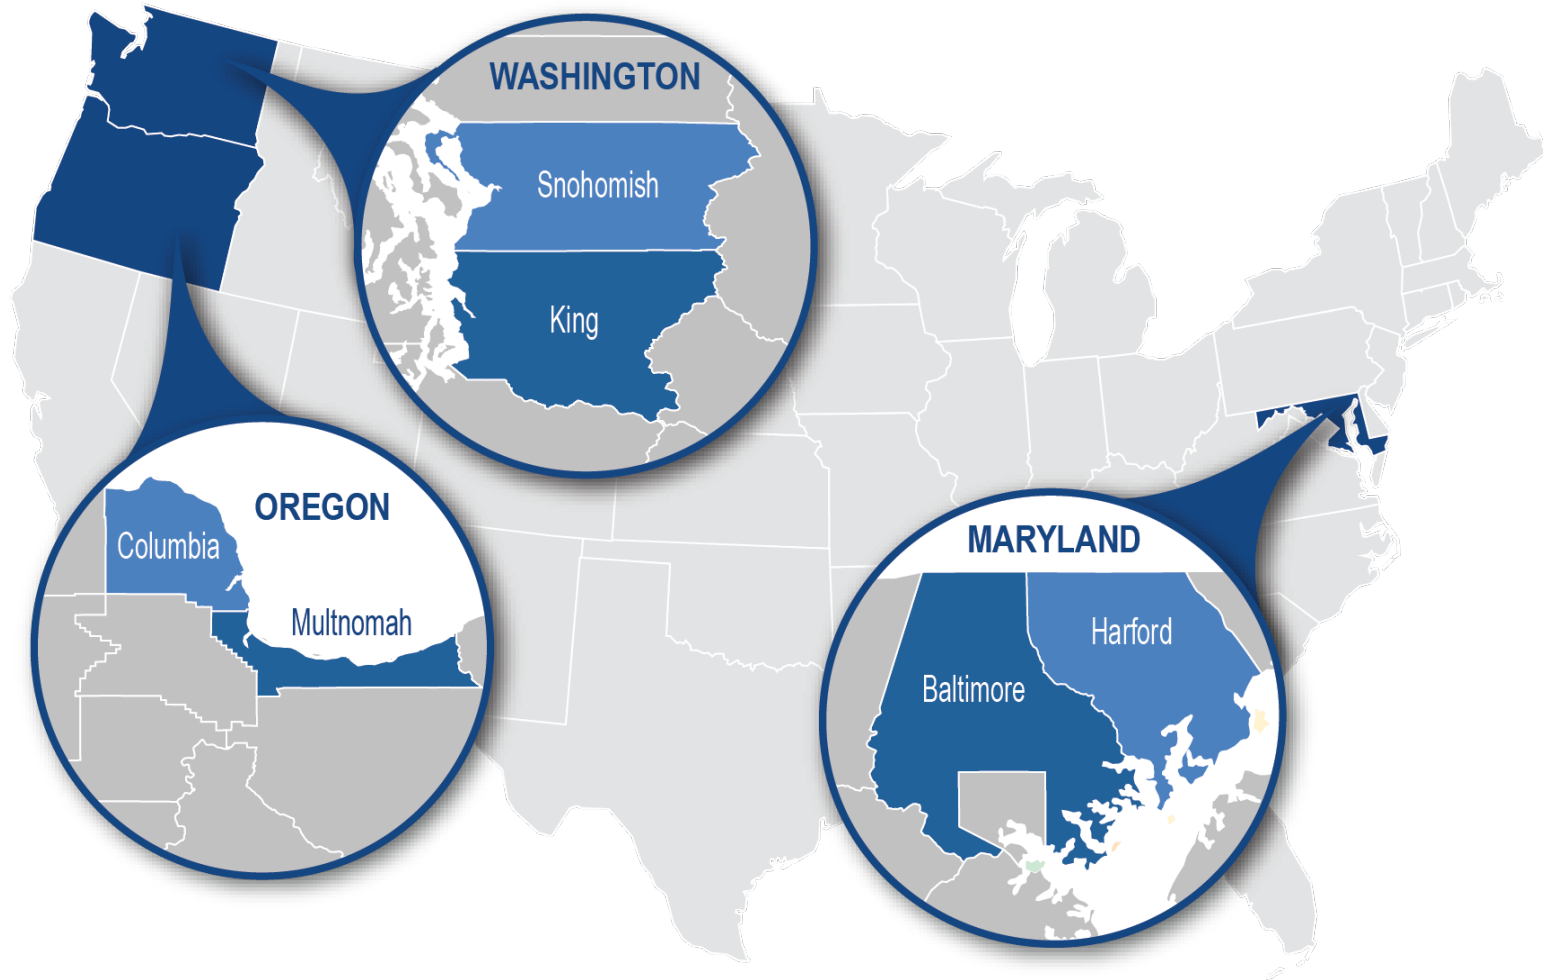 WASHINGTON
Snohomish
King
OREGON
Columbia
Multnomah
MARYLAND
Harford
Baltimore